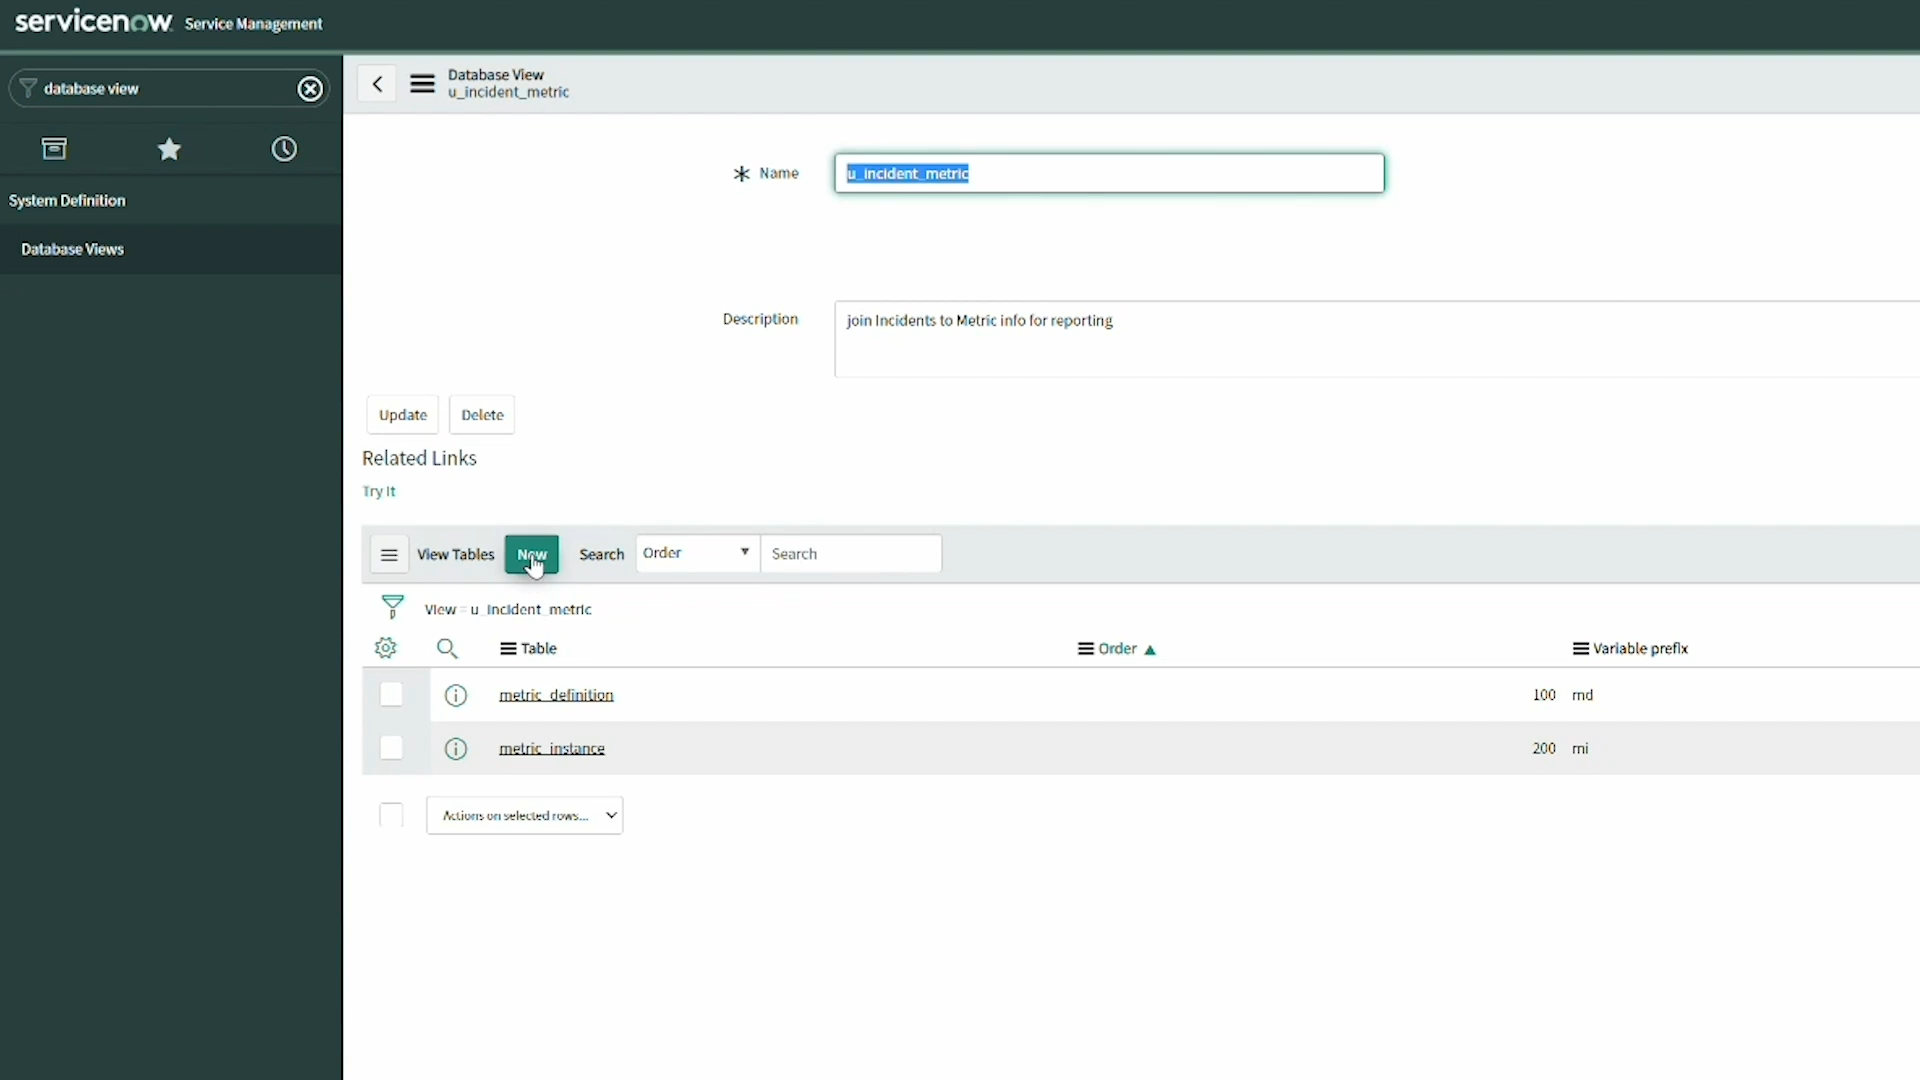 servicenow Service Management
database view
System Definition
Database Views
Database View
u_incident_metric
Name
u_incident_metric
Description
join Incidents to Metric info for reporting
Update Delete
Related Links
Try It
View Tables New Search Order Search
View = u_incident_metric
Table Order Variable prefix
metric_definition 100 md
metric_instance 200 mi
Actions on selected rows...